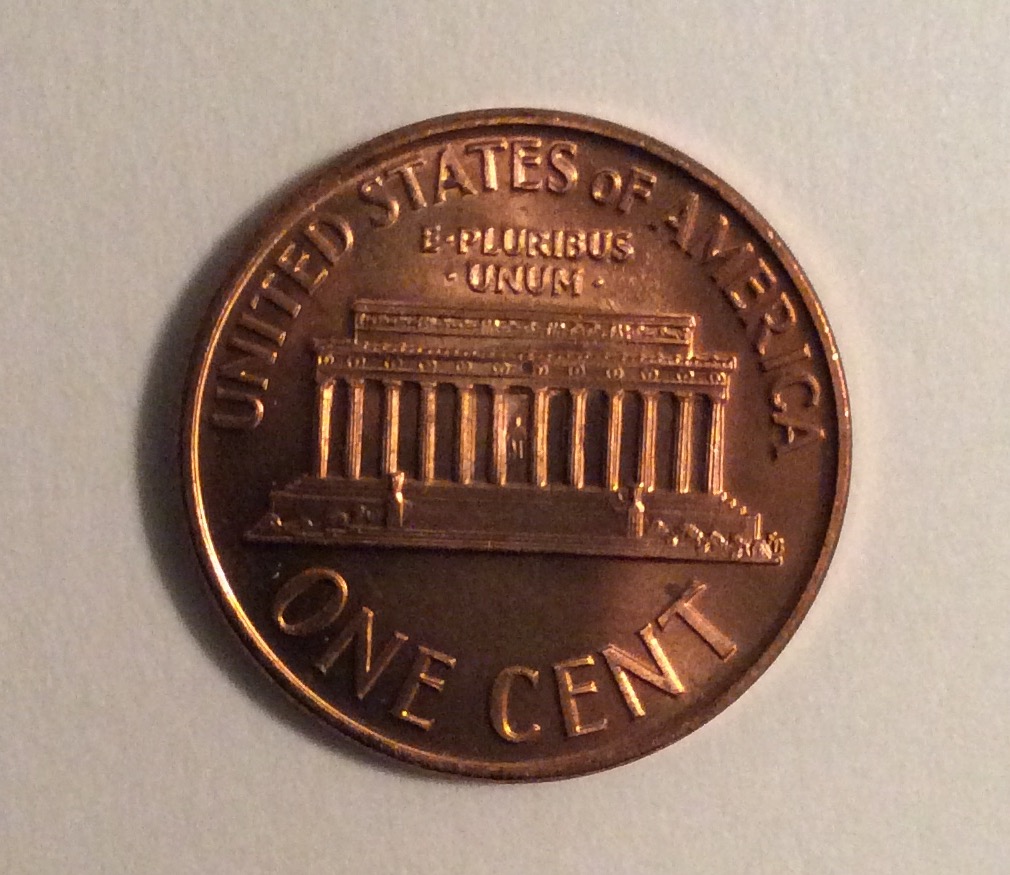 UNITED STATES OF AMERICA
E·PLURIBUS
·UNUM·
ONE CENT